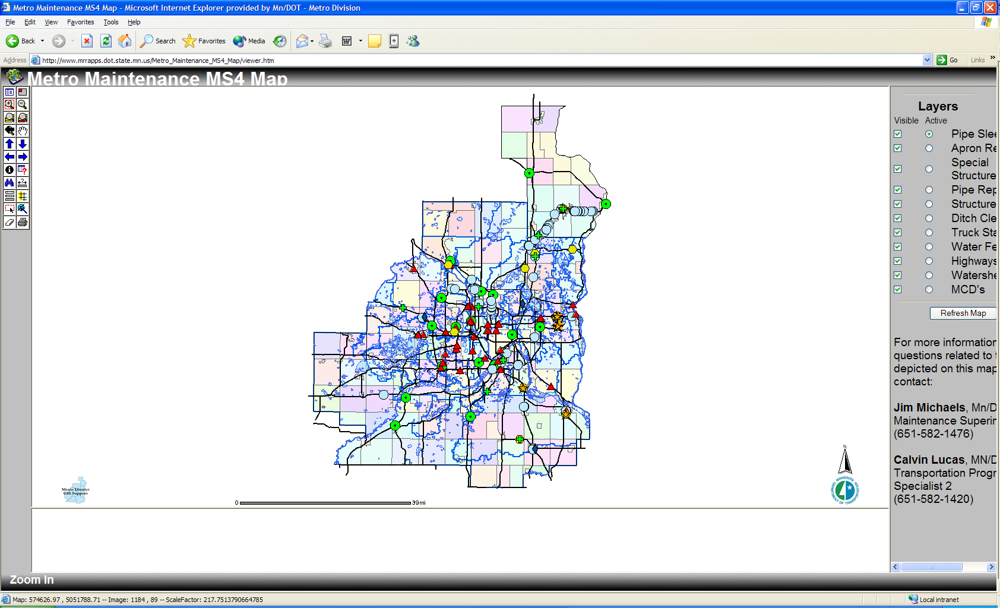 Metro Maintenance MS4 Map - Microsoft Internet Explorer provided by Mn/DOT - Metro Division
File Edit View Favorites Tools Help
Back Search Favorites Media
Address http://www.mrrapps.dot.state.mn.us/Metro_Maintenance_MS4_Map/viewer.htm Go Links »
Metro Maintenance MS4 Map
Layers
Visible Active
Pipe Slee
Apron Re
Special
Structure
Pipe Rep
Structure
Ditch Cle
Truck Sta
Water Fe
Highways
Watershe
MCD's
Refresh Map
For more information
questions related to t
depicted on this map
contact:
Jim Michaels, Mn/D
Maintenance Superin
(651-582-1476)
Calvin Lucas, MN/D
Transportation Progr
Specialist 2
(651-582-1420)
N
MINNESOTA
DEPARTMENT OF TRANSPORTATION
Metro District
GIS Support
0 39mi
Zoom In
Map: 574626.97 , 5051788.71 -- Image: 1184 , 89 -- ScaleFactor: 217.7513790664785
Local intranet